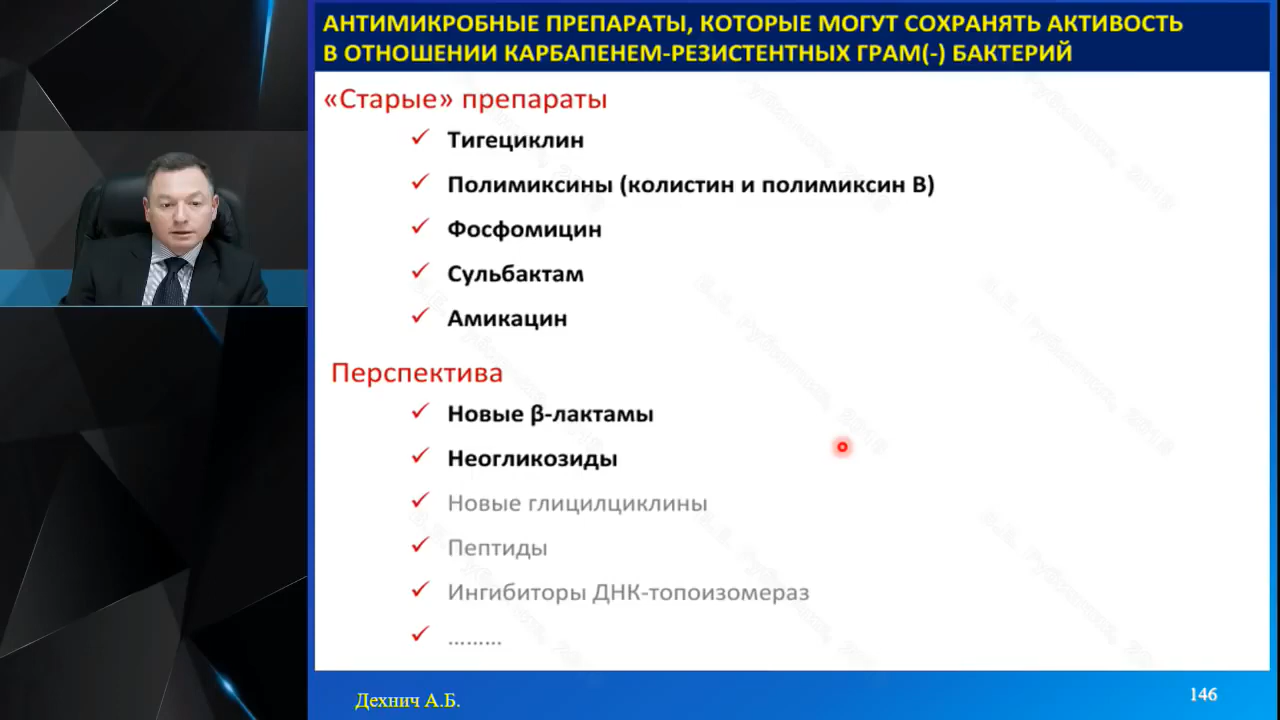 АНТИМИКРОБНЫЕ ПРЕПАРАТЫ, КОТОРЫЕ МОГУТ СОХРАНЯТЬ АКТИВОСТЬ
В ОТНОШЕНИИ КАРБАПЕНЕМ-РЕЗИСТЕНТНЫХ ГРАМ(-) БАКТЕРИЙ
«Старые» препараты
Тигециклин
Полимиксины (колистин и полимиксин В)
Фосфомицин
Сульбактам
Амикацин
Перспектива
Новые β-лактамы
Неогликозиды
Новые глицилциклины
Пептиды
Ингибиторы ДНК-топоизомераз
.........
Дехнич А.Б.
146